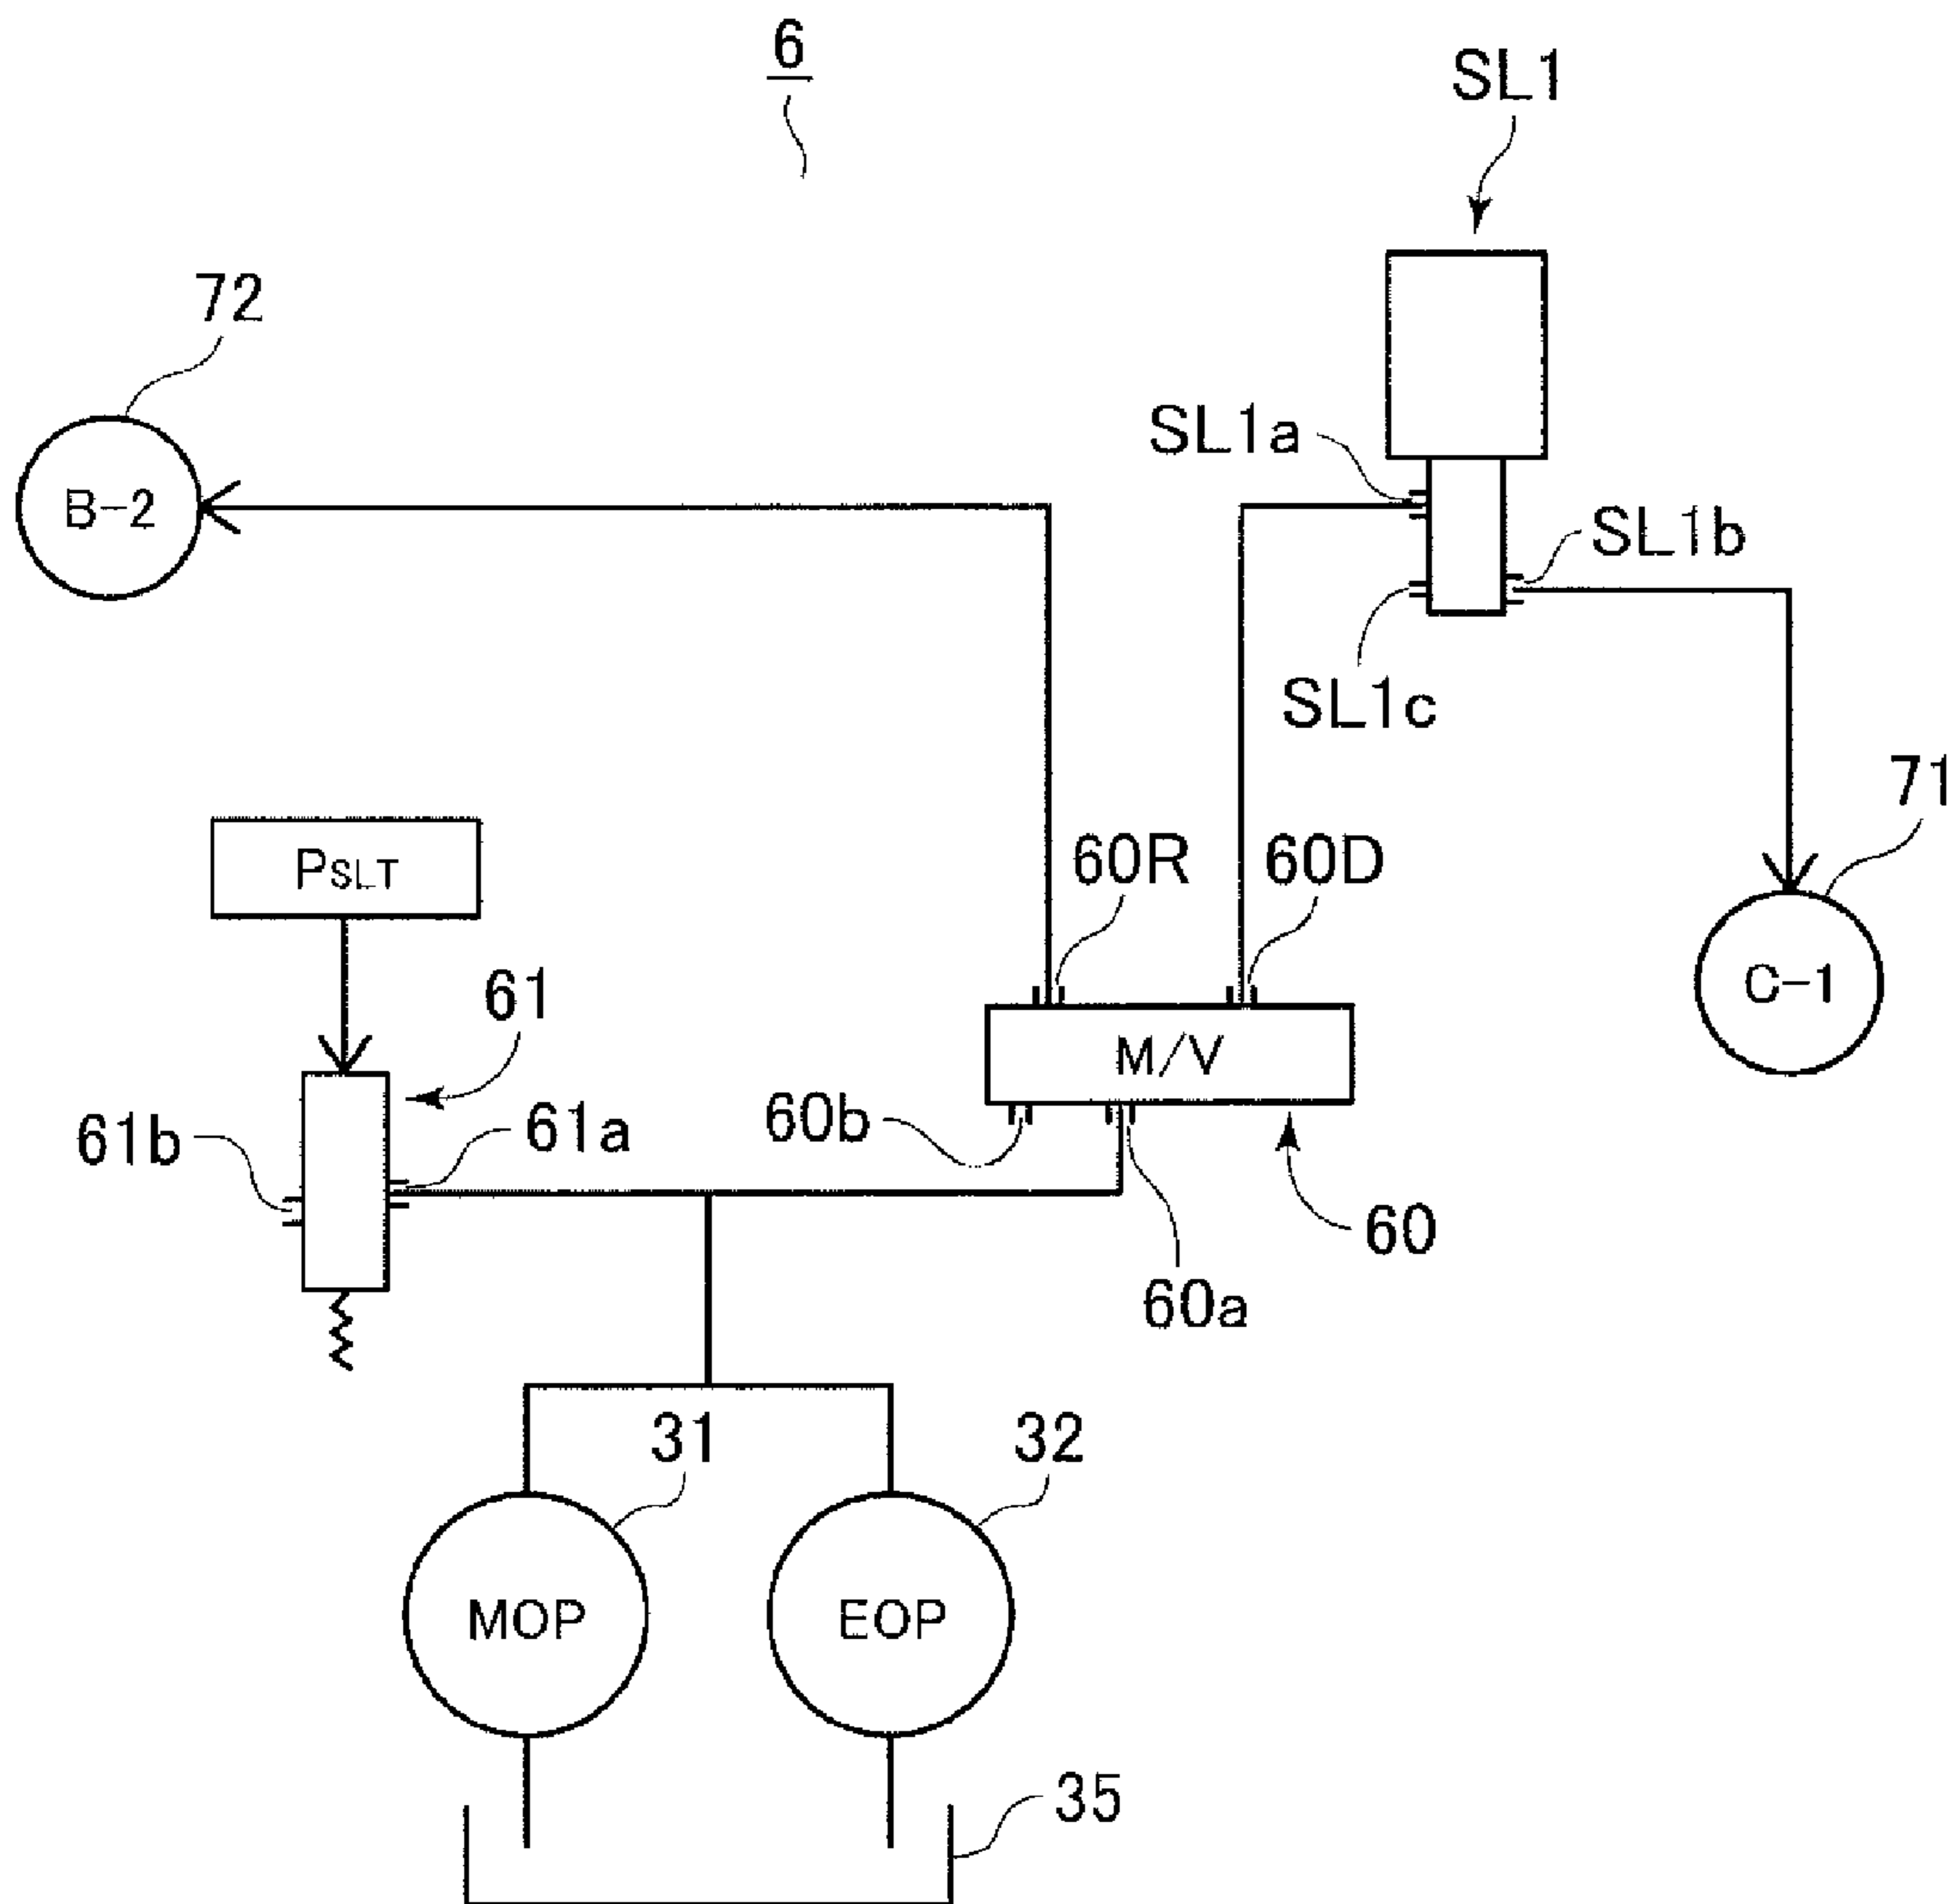 6
SL1
72
SL1a
B-2
SL1b
SL1c
71
60R
60D
PSLT
61
C-1
M/V
61b
61a
60b
60
60a
31
32
MOP
EOP
35